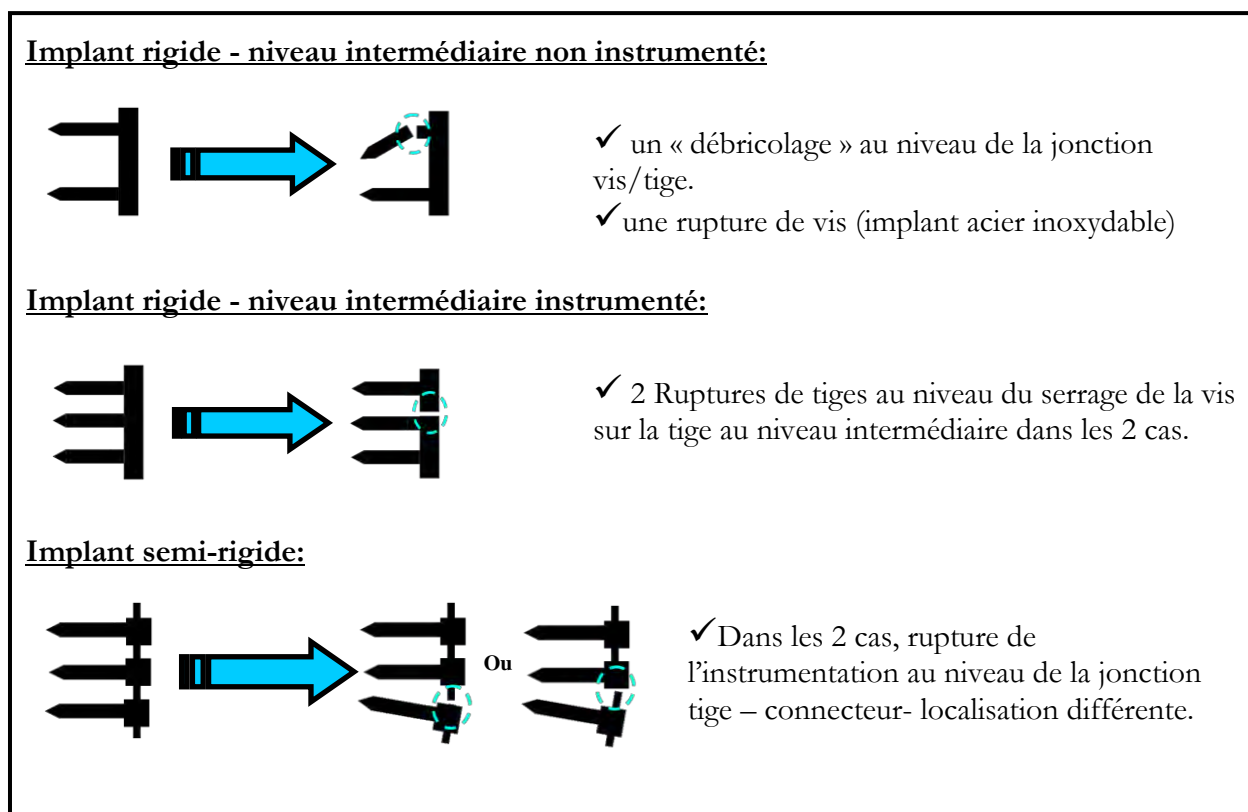 Implant rigide - niveau intermédiaire non instrumenté:
✓ un « débricolage » au niveau de la jonction
vis/tige.
✓une rupture de vis (implant acier inoxydable)
Implant rigide - niveau intermédiaire instrumenté:
✓ 2 Ruptures de tiges au niveau du serrage de la vis
sur la tige au niveau intermédiaire dans les 2 cas.
Implant semi-rigide:
Ou
✓Dans les 2 cas, rupture de
l'instrumentation au niveau de la jonction
tige – connecteur- localisation différente.